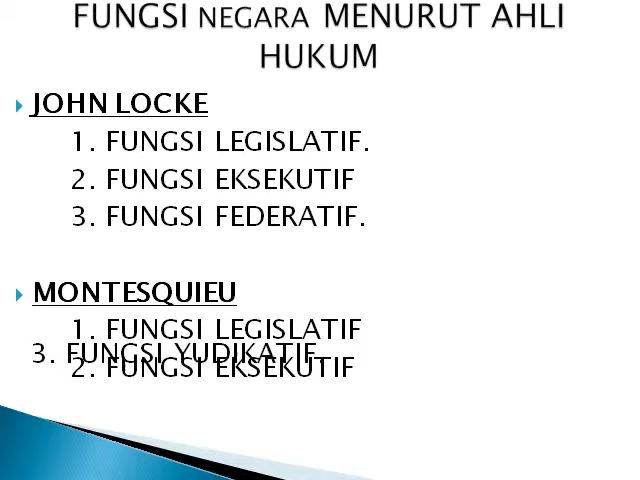 FUNGSI NEGARA MENURUT AHLI
HUKUM
JOHN LOCKE
1. FUNGSI LEGISLATIF.
2. FUNGSI EKSEKUTIF
3. FUNGSI FEDERATIF.
MONTESQUIEU
1. FUNGSI LEGISLATIF
3. FUNGSI YUDIKATIF.
2. FUNGSI EKSEKUTIF